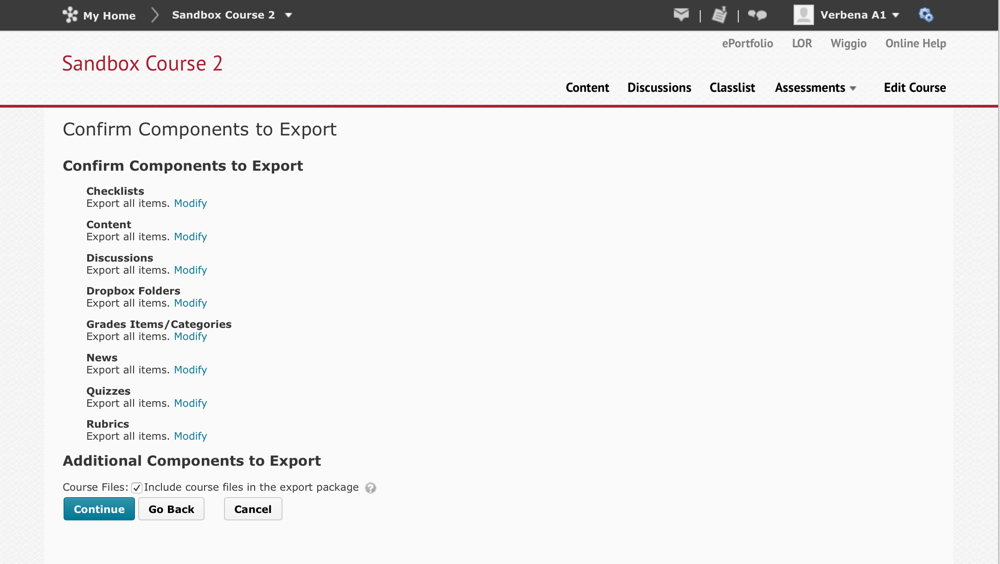 My Home
Sandbox Course 2
Verbena A1
ePortfolio LOR Wiggio Online Help
Sandbox Course 2
Content Discussions Classlist Assessments Edit Course
Confirm Components to Export
Confirm Components to Export
Checklists
Export all items. Modify
Content
Export all items. Modify
Discussions
Export all items. Modify
Dropbox Folders
Export all items. Modify
Grades Items/Categories
Export all items. Modify
News
Export all items. Modify
Quizzes
Export all items. Modify
Rubrics
Export all items. Modify
Additional Components to Export
Course Files: Include course files in the export package ?
Continue Go Back Cancel